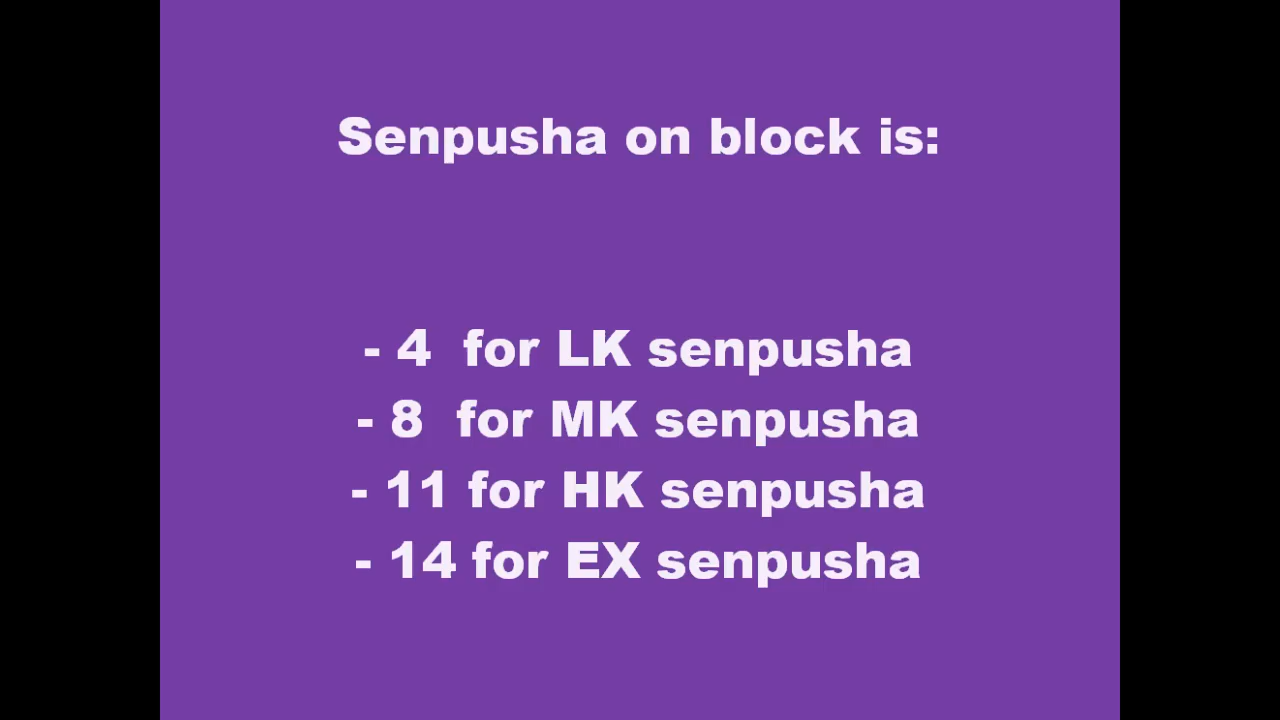 Senpusha on block is:
- 4  for LK senpusha
- 8  for MK senpusha
- 11 for HK senpusha
- 14 for EX senpusha